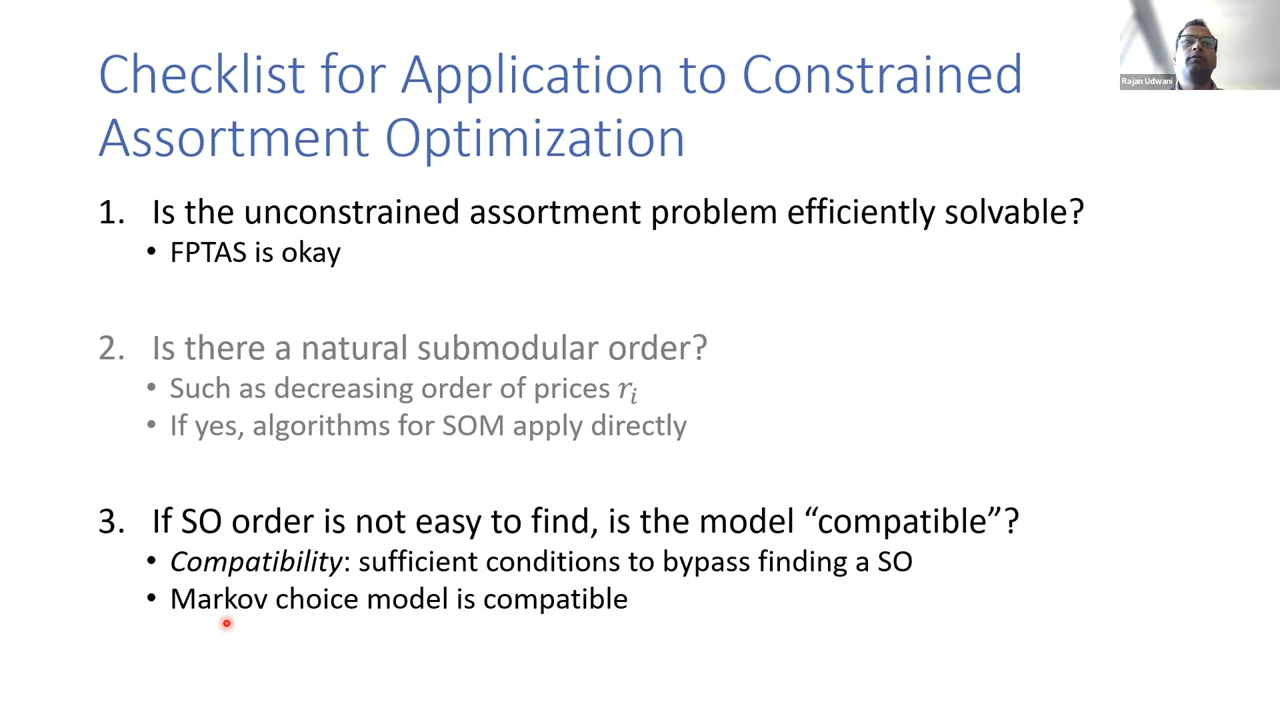 Checklist for Application to Constrained
Assortment Optimization
Rajan Udwani
1. Is the unconstrained assortment problem efficiently solvable?
• FPTAS is okay
2. Is there a natural submodular order?
• Such as decreasing order of prices rᵢ
• If yes, algorithms for SOM apply directly
3. If SO order is not easy to find, is the model “compatible”?
• Compatibility: sufficient conditions to bypass finding a SO
• Markov choice model is compatible